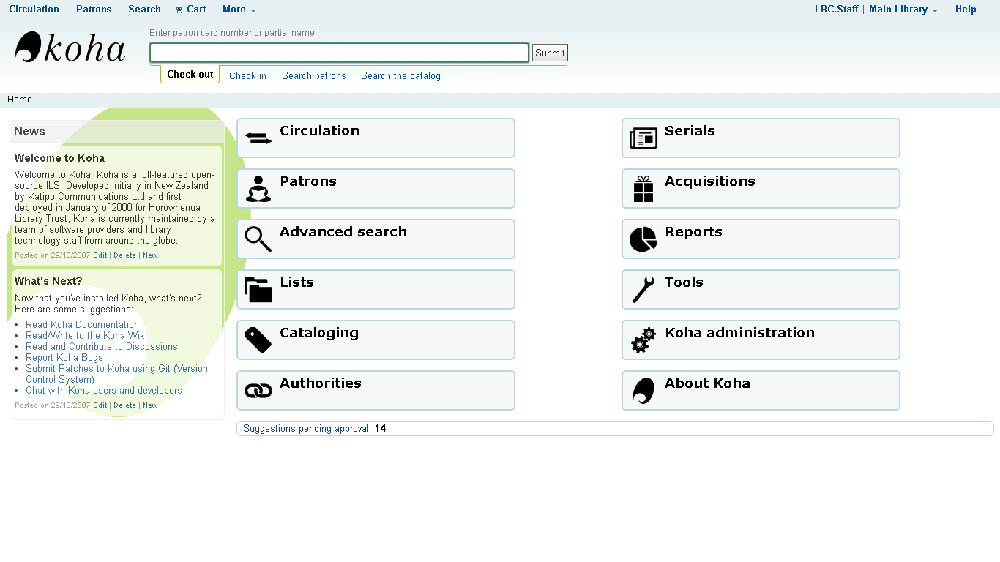 Circulation Patrons Search Cart More LRC.Staff | Main Library Help
koha
Enter patron card number or partial name:
Submit
Check out Check in Search patrons Search the catalog
Home
News
Welcome to Koha
Welcome to Koha. Koha is a full-featured open-
source ILS. Developed initially in New Zealand
by Katipo Communications Ltd and first
deployed in January of 2000 for Horowhenua
Library Trust, Koha is currently maintained by a
team of software providers and library
technology staff from around the globe.
Posted on 29/10/2007 Edit | Delete | New
What's Next?
Now that you've installed Koha, what's next?
Here are some suggestions:
Read Koha Documentation
Read/Write to the Koha Wiki
Read and Contribute to Discussions
Report Koha Bugs
Submit Patches to Koha using Git (Version
Control System)
Chat with Koha users and developers
Posted on 29/10/2007 Edit | Delete | New
Circulation
Patrons
Advanced search
Lists
Cataloging
Authorities
Serials
Acquisitions
Reports
Tools
Koha administration
About Koha
Suggestions pending approval: 14